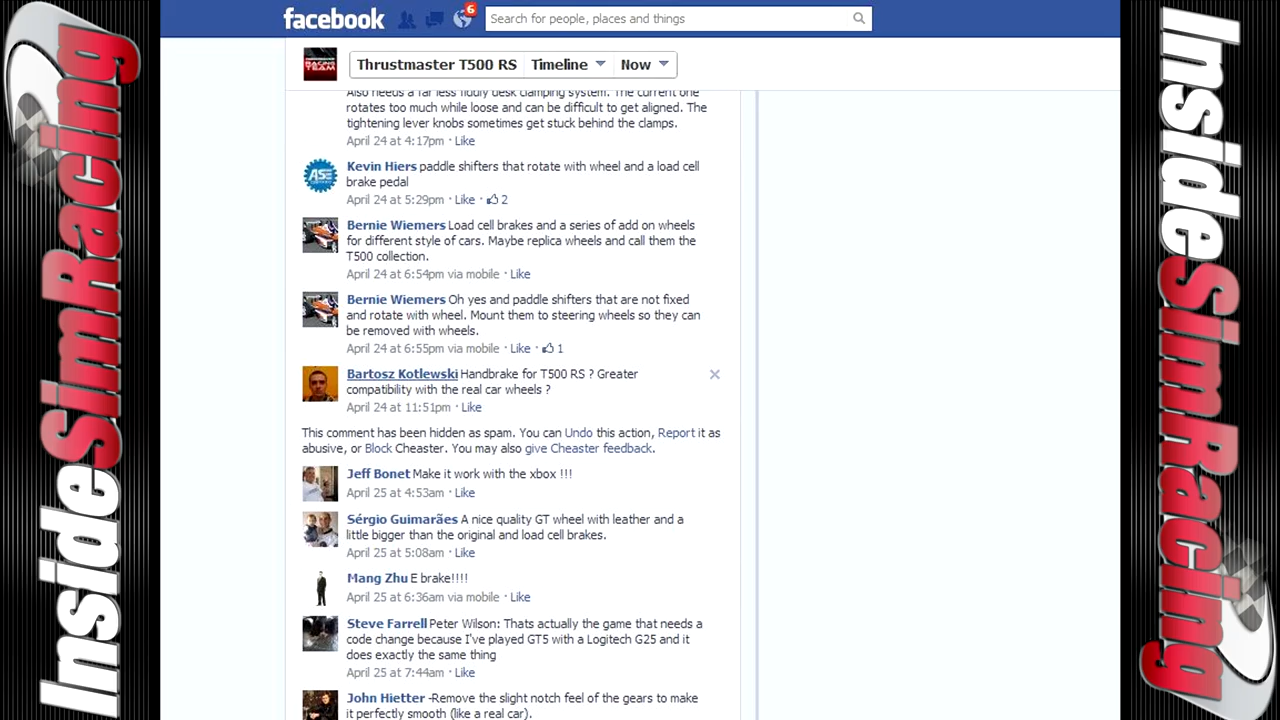 facebook
6
Search for people, places and things
Thrustmaster T500 RS
Timeline
Now
Also needs a far less fiddly desk clamping system. The current one
rotates too much while loose and can be difficult to get aligned. The
tightening lever knobs sometimes get stuck behind the clamps.
April 24 at 4:17pm · Like
Kevin Hiers paddle shifters that rotate with wheel and a load cell
brake pedal
April 24 at 5:29pm · Like · 2
Bernie Wiemers Load cell brakes and a series of add on wheels
for different style of cars. Maybe replica wheels and call them the
T500 collection.
April 24 at 6:54pm via mobile · Like
Bernie Wiemers Oh yes and paddle shifters that are not fixed
and rotate with wheel. Mount them to steering wheels so they can
be removed with wheels.
April 24 at 6:55pm via mobile · Like · 1
Bartosz Kotlewski Handbrake for T500 RS ? Greater
compatibility with the real car wheels ?
April 24 at 11:51pm · Like
This comment has been hidden as spam. You can Undo this action, Report it as
abusive, or Block Cheaster. You may also give Cheaster feedback.
Jeff Bonet Make it work with the xbox !!!
April 25 at 4:53am · Like
Sérgio Guimarães A nice quality GT wheel with leather and a
little bigger than the original and load cell brakes.
April 25 at 5:08am · Like
Mang Zhu E brake!!!!
April 25 at 6:36am via mobile · Like
Steve Farrell Peter Wilson: Thats actually the game that needs a
code change because I've played GT5 with a Logitech G25 and it
does exactly the same thing
April 25 at 7:44am · Like
John Hietter -Remove the slight notch feel of the gears to make
it perfectly smooth (like a real car).
InsideSimRacing
InsideSimRacing